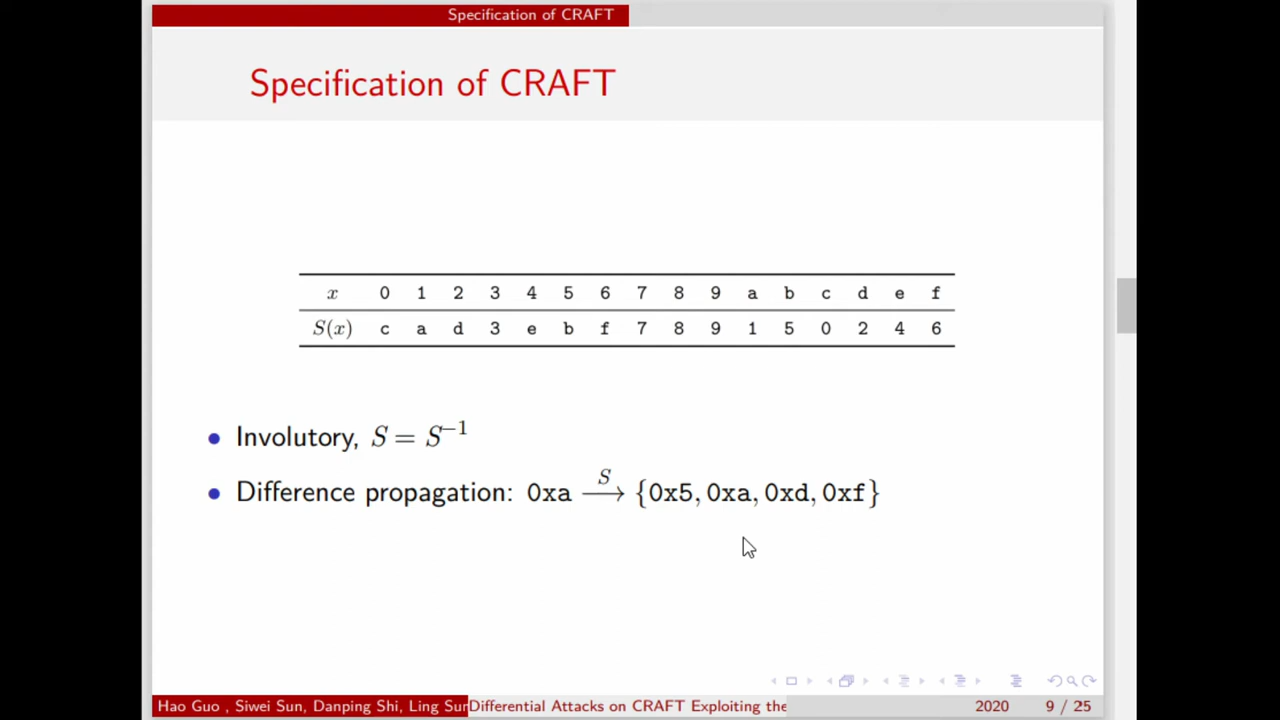 Specification of CRAFT
Specification of CRAFT
x 0 1 2 3 4 5 6 7 8 9 a b c d e f
S(x) c a d 3 e b f 7 8 9 1 5 0 2 4 6
• Involutory, S = S⁻¹
• Difference propagation: 0xa —S→ {0x5, 0xa, 0xd, 0xf}
Hao Guo , Siwei Sun, Danping Shi, Ling Sun Differential Attacks on CRAFT Exploiting the 2020 9 / 25